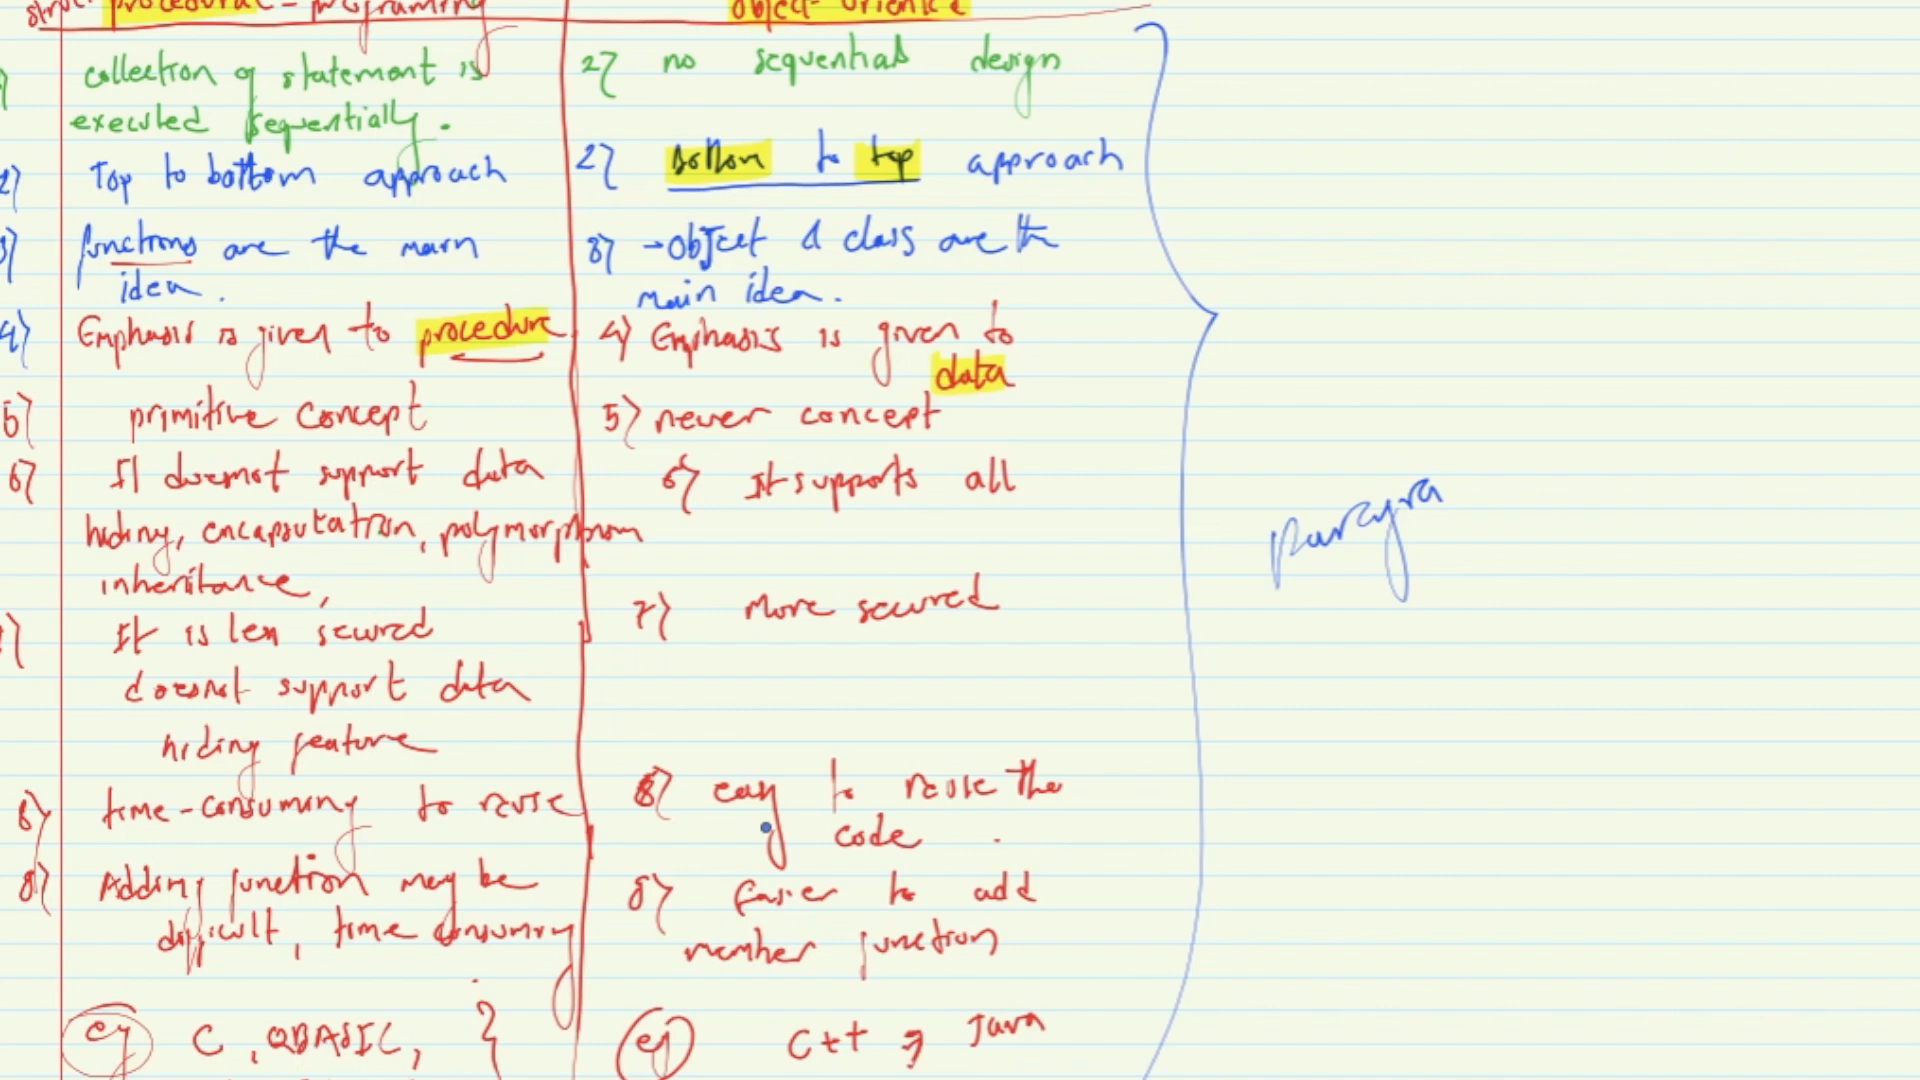 procedural - programing
object oriented
collection of statement is
executed sequentially.
2} no sequential design
2} Top to bottom approach
2} bottom to top approach
3} functions are the main
idea.
3} → object & class are the
main idea.
4} Emphasis is given to procedure
4} Emphasis is given to
data
5} primitive concept
5} newer concept
6} It doesnot support data
hiding, encapsulation, polymorphism
inheritance,
6} It supports all
It is less secured
doesnot support data
hiding feature
7} More secured
8} time-consuming to reuse
8} easy to reuse the
code.
8} Adding function may be
difficult, time consuming.
8} Easier to add
member function
eg C, QBASIC,
eg C++, Java